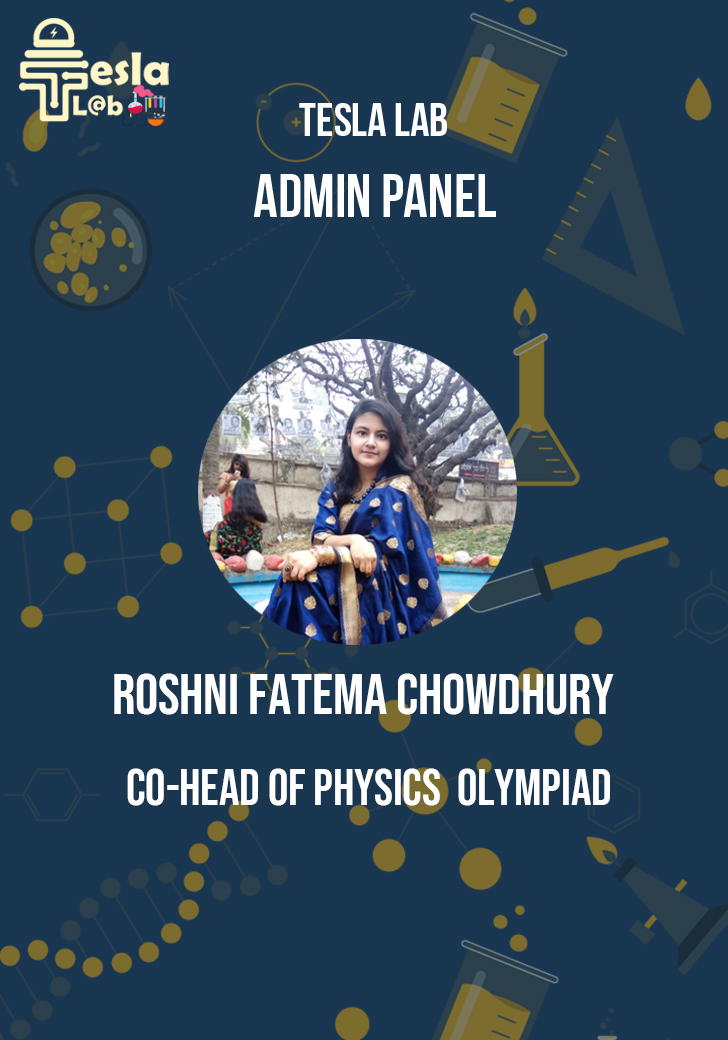 Tesla
L@b
TESLA LAB
ADMIN PANEL
ROSHNI FATEMA CHOWDHURY
CO-HEAD OF PHYSICS OLYMPIAD